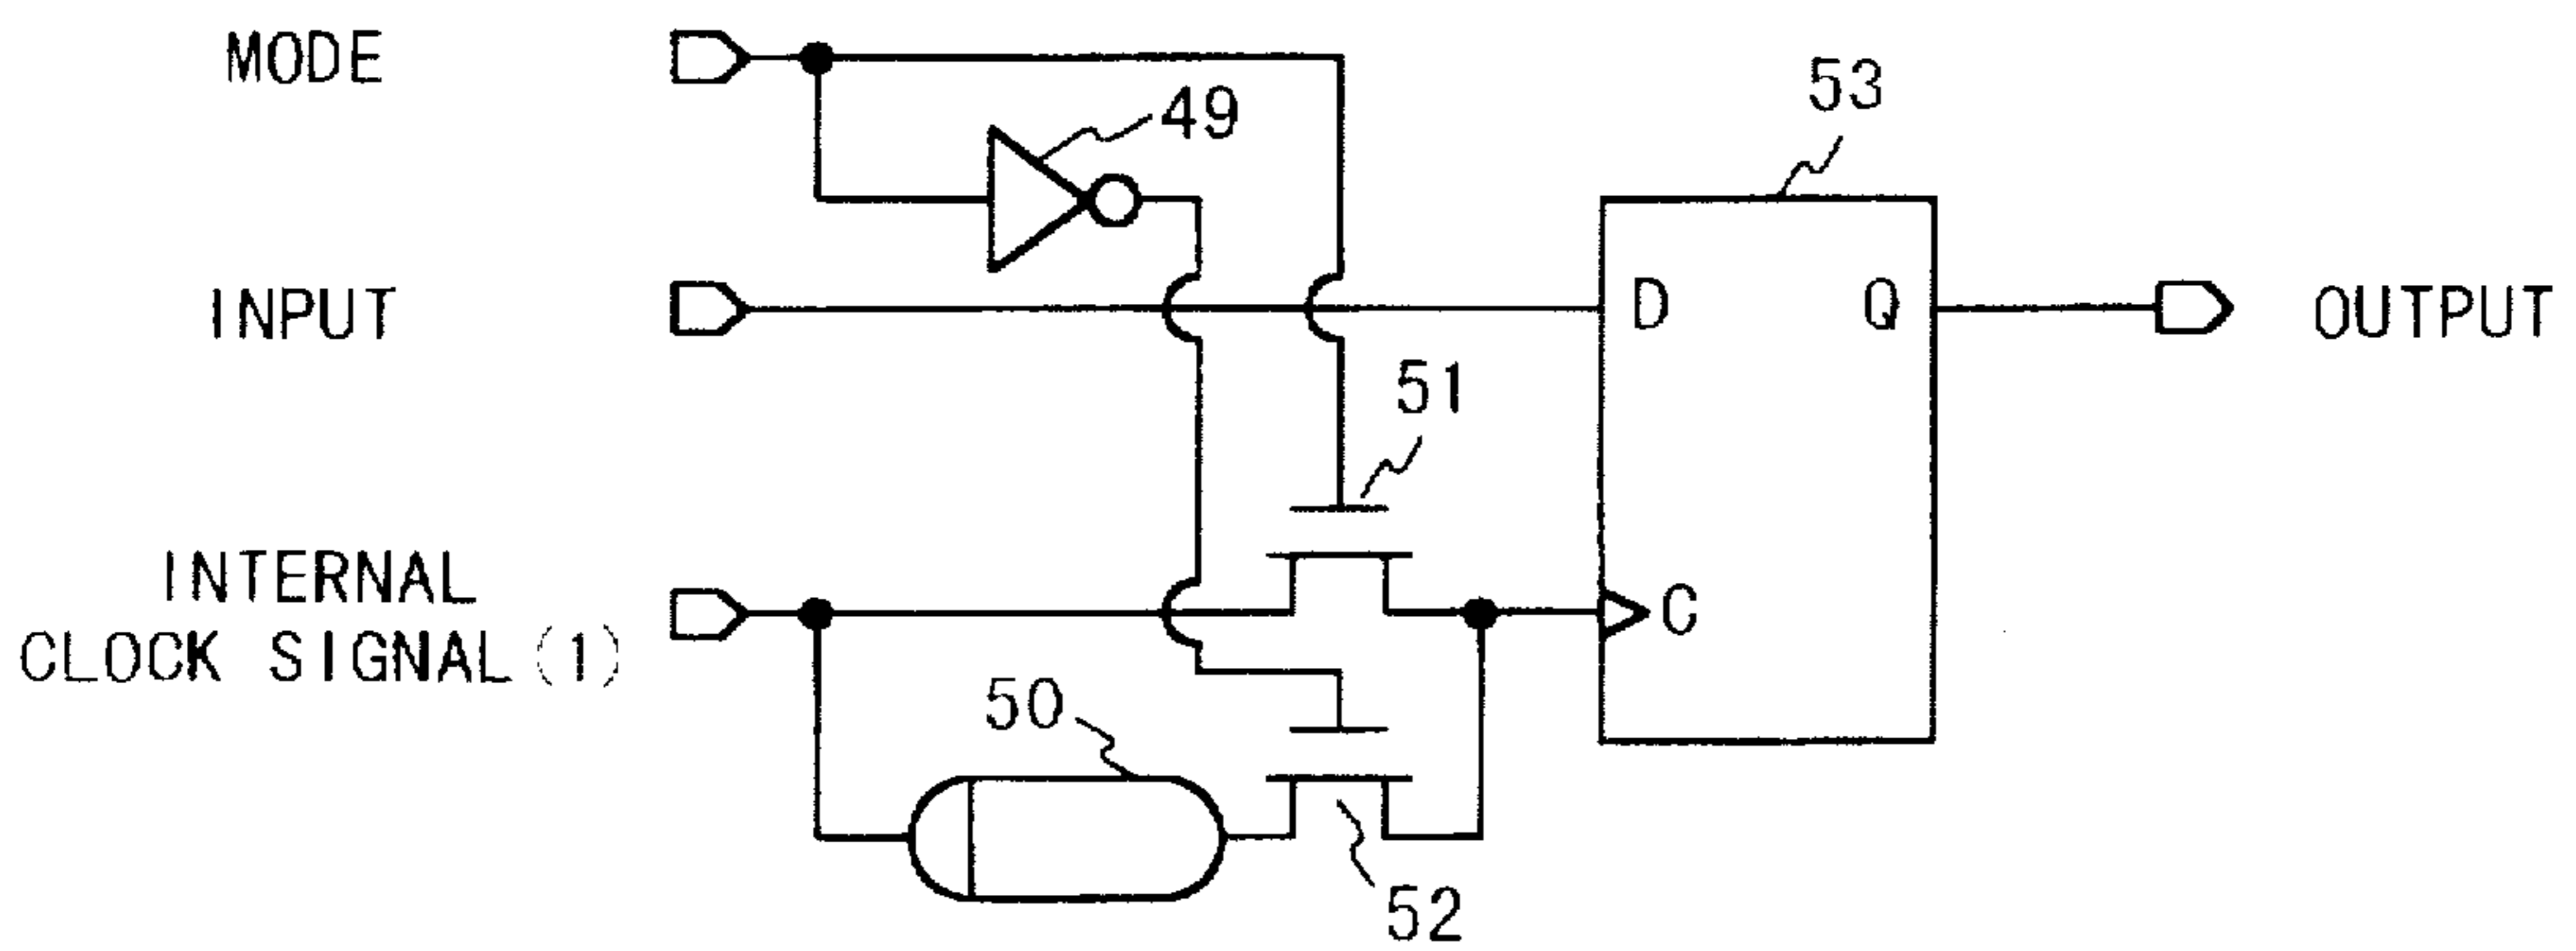 MODE
49
53
INPUT
D
Q
OUTPUT
51
INTERNAL
CLOCK SIGNAL(1)
C
50
52